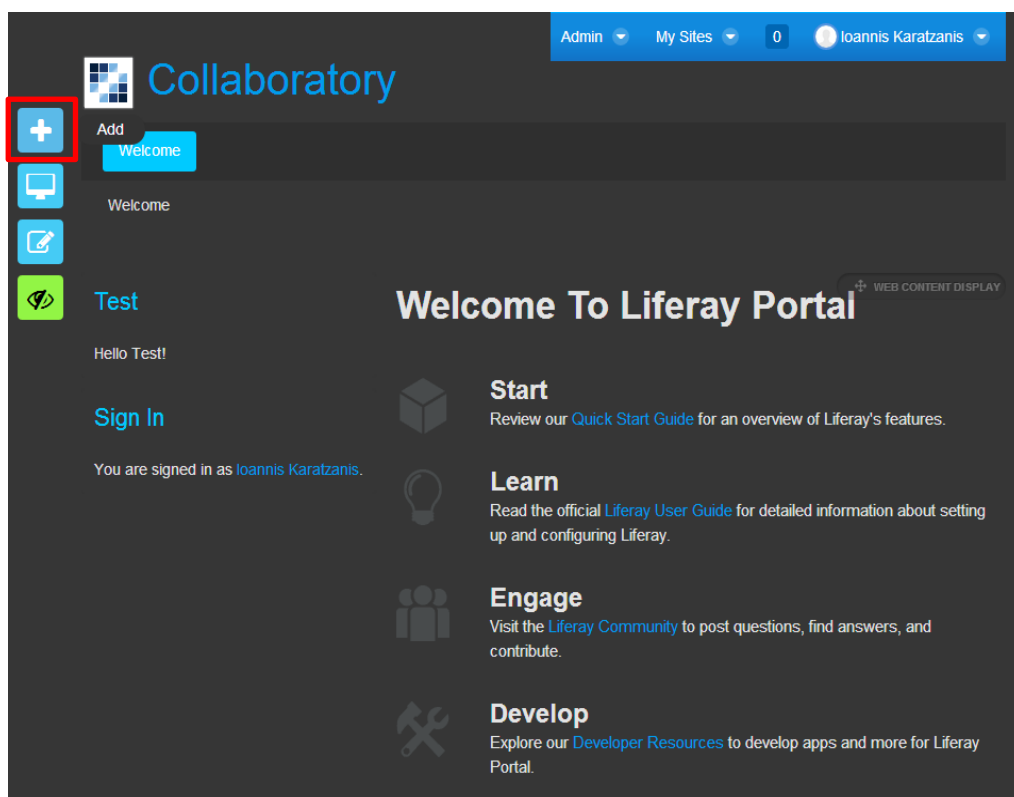 Admin My Sites 0 Ioannis Karatzanis
Collaboratory
Add
Welcome
Welcome
WEB CONTENT DISPLAY
Test
Hello Test!
Sign In
You are signed in as Ioannis Karatzanis.
Welcome To Liferay Portal
Start
Review our Quick Start Guide for an overview of Liferay's features.
Learn
Read the official Liferay User Guide for detailed information about setting
up and configuring Liferay.
Engage
Visit the Liferay Community to post questions, find answers, and
contribute.
Develop
Explore our Developer Resources to develop apps and more for Liferay
Portal.